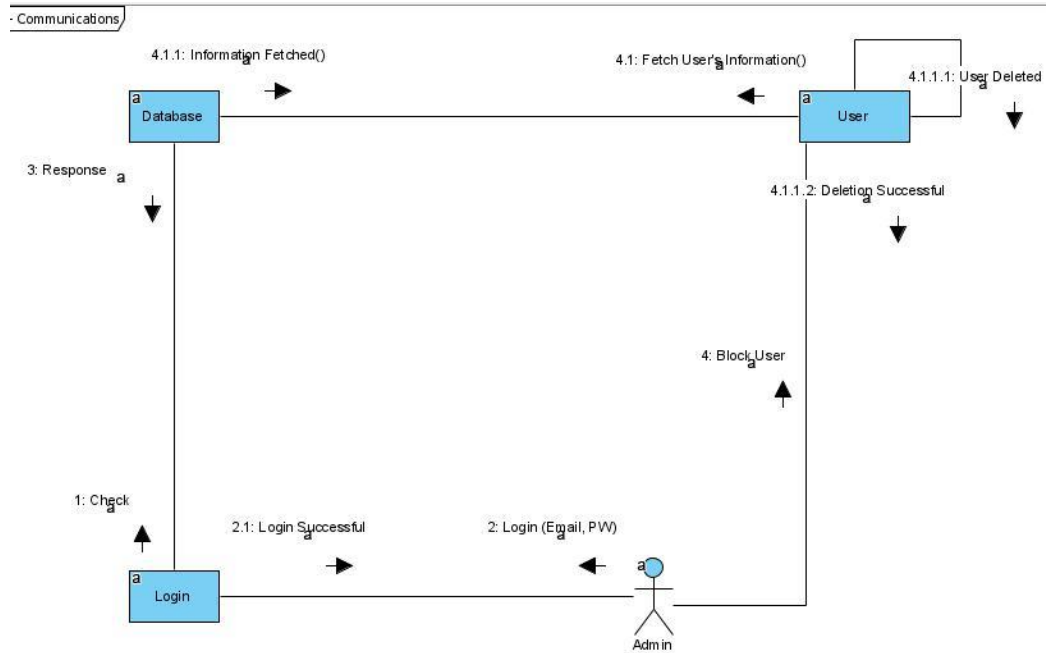 - Communications
4.1.1: Information Fetched()
a
4.1: Fetch User's Information()
a
4.1.1.1: User Deleted
a
a
Database
a
User
3: Response
a
4.1.1.2: Deletion Successful
a
4: Block User
a
1: Check
a
2.1: Login Successful
a
2: Login (Email, PW)
a
a
Login
a
Admin